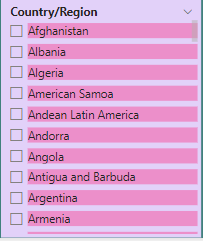 Country/Region
Afghanistan
Albania
Algeria
American Samoa
Andean Latin America
Andorra
Angola
Antigua and Barbuda
Argentina
Armenia